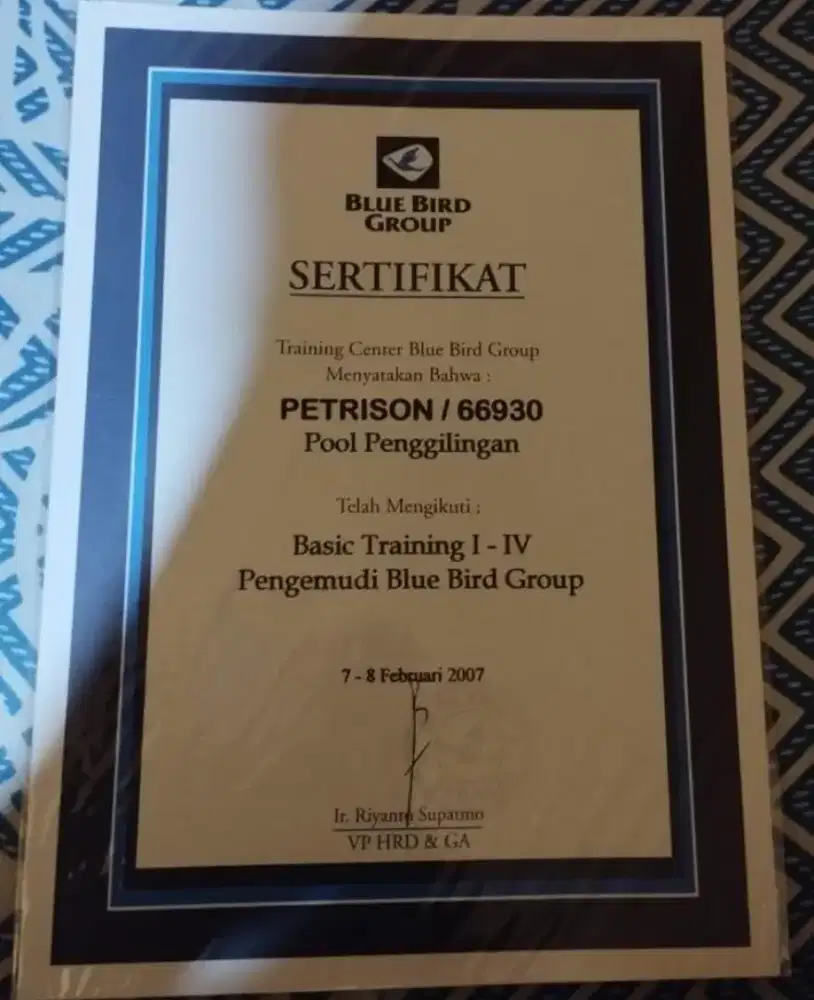 BLUE BIRD
GROUP
SERTIFIKAT
Training Center Blue Bird Group
Menyatakan Bahwa :
PETRISON / 66930
Pool Penggilingan
Telah Mengikuti ;
Basic Training I - IV
Pengemudi Blue Bird Group
7 - 8 Februari 2007
Ir. Riyanto Supatmo
VP HRD & GA